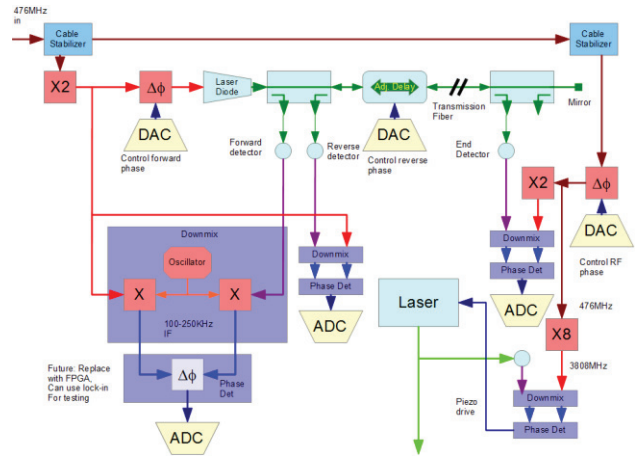 476MHz
in
Cable
Stabilizer
Cable
Stabilizer
X2
Δϕ
Laser
Diode
Adj. Delay
Transmission
Fiber
Mirror
DAC
Control forward
phase
Forward
detector
Reverse
detector
DAC
Control reverse
phase
End
Detector
X2
Δϕ
DAC
Control RF
phase
Downmix
Oscillator
X
X
100-250KHz
IF
Downmix
Phase Det
ADC
Downmix
Phase Det
ADC
476MHz
Laser
X8
3808MHz
Future: Replace
with FPGA,
Can use lock-in
For testing
Δϕ
Phase
Det
ADC
Piezo
drive
Downmix
Phase Det